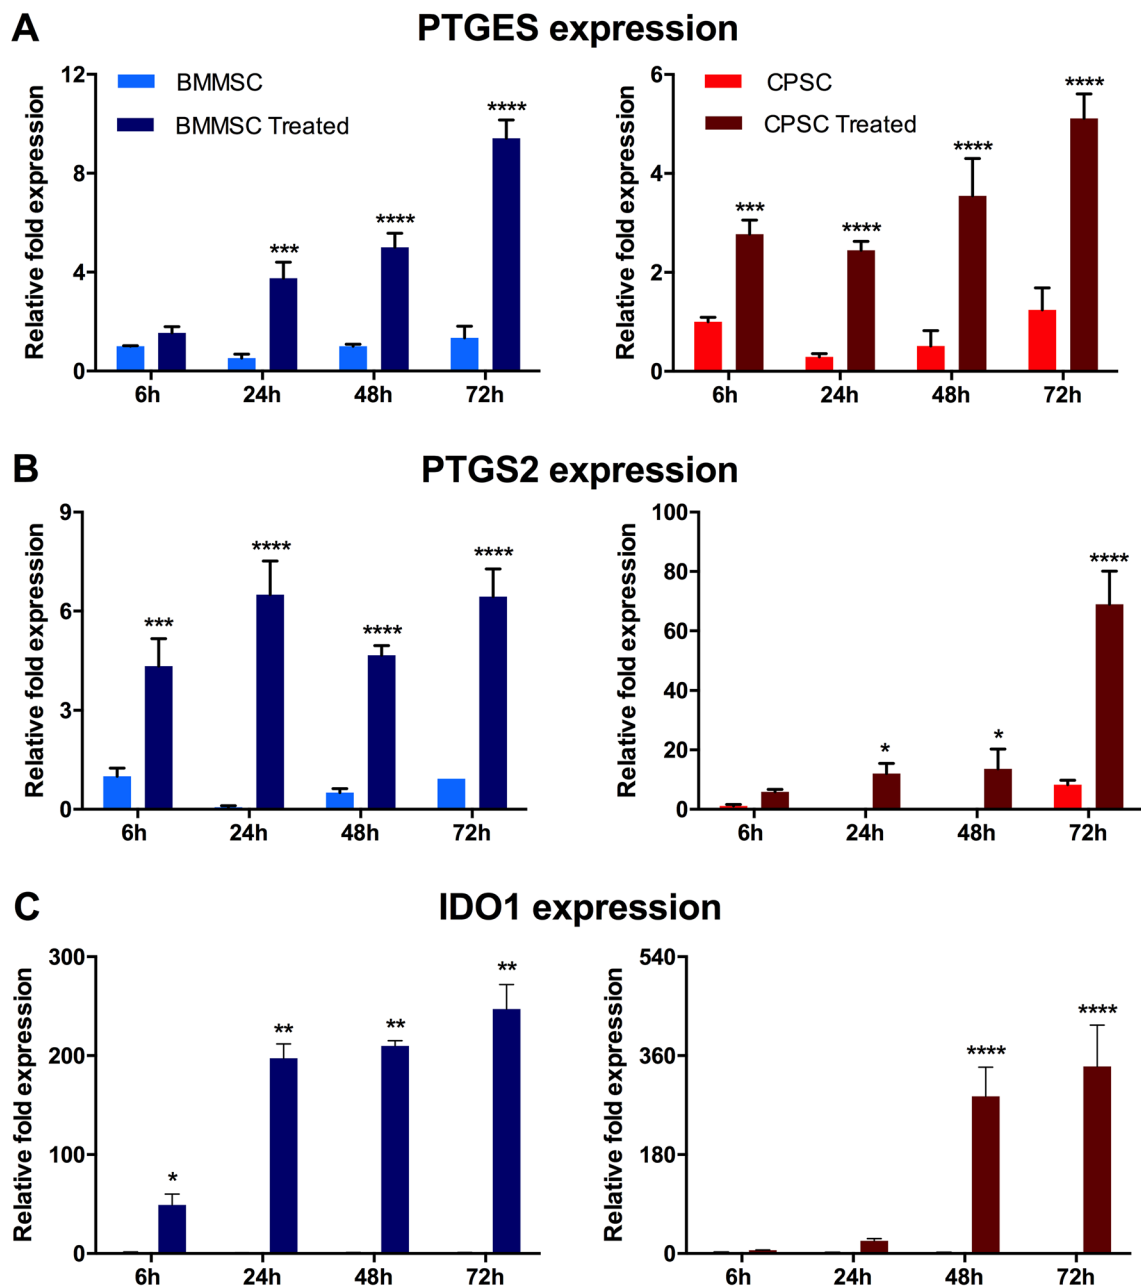 A
PTGES expression
Relative fold expression
12
8
4
0
BMMSC
BMMSC Treated
***
****
****
6h 24h 48h 72h
Relative fold expression
6
4
2
0
CPSC
CPSC Treated
***
****
****
****
6h 24h 48h 72h
B
PTGS2 expression
Relative fold expression
9
6
3
0
***
****
****
****
6h 24h 48h 72h
Relative fold expression
100
80
60
40
20
0
*
*
****
6h 24h 48h 72h
C
IDO1 expression
Relative fold expression
300
200
100
0
*
**
**
**
6h 24h 48h 72h
Relative fold expression
540
360
180
0
****
****
6h 24h 48h 72h